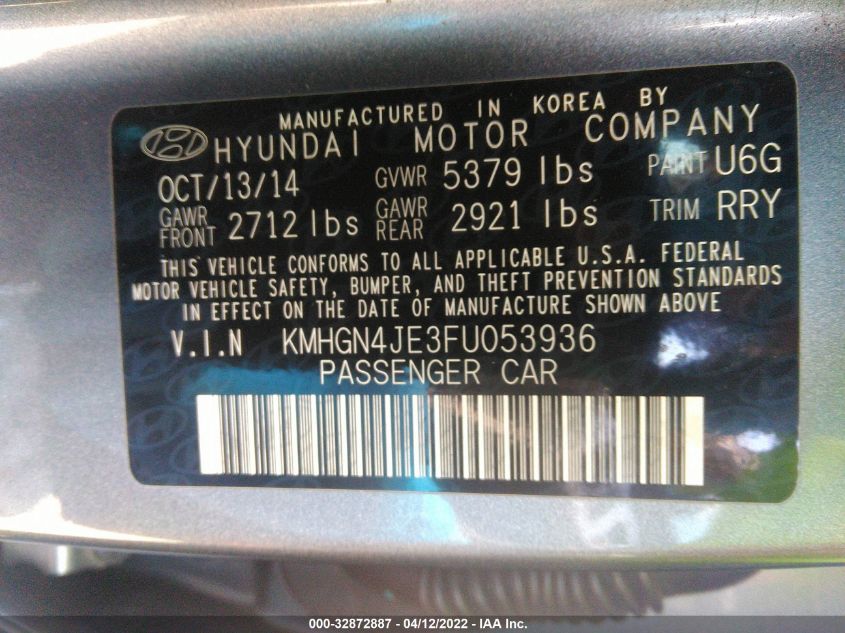 MANUFACTURED IN KOREA BY
HYUNDAI MOTOR COMPANY
OCT/13/14 GVWR 5379 lbs PAINT U6G
GAWR FRONT 2712 lbs GAWR REAR 2921 lbs TRIM RRY
THIS VEHICLE CONFORMS TO ALL APPLICABLE U.S.A. FEDERAL
MOTOR VEHICLE SAFETY, BUMPER, AND THEFT PREVENTION STANDARDS
IN EFFECT ON THE DATE OF MANUFACTURE SHOWN ABOVE
V.I.N KMHGN4JE3FU053936
PASSENGER CAR
000-32872887 - 04/12/2022 - IAA Inc.